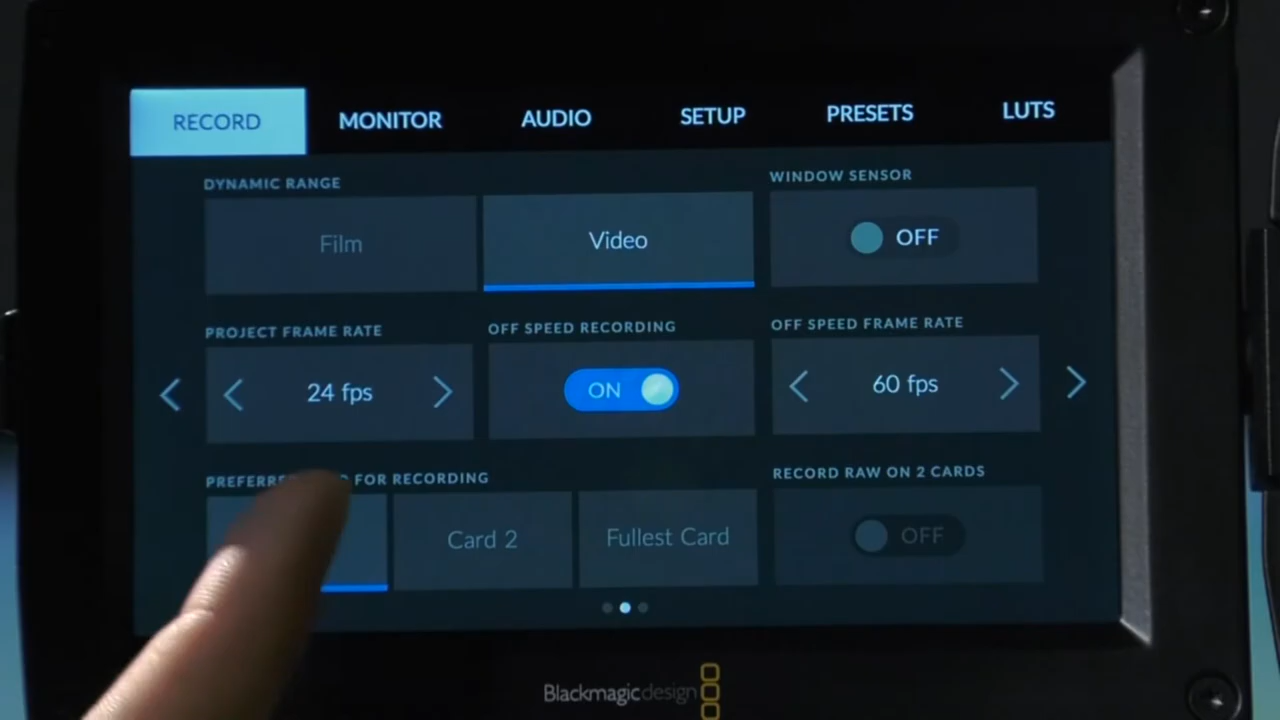 RECORD MONITOR AUDIO SETUP PRESETS LUTS
DYNAMIC RANGE WINDOW SENSOR
Film Video OFF
PROJECT FRAME RATE OFF SPEED RECORDING OFF SPEED FRAME RATE
24 fps ON 60 fps
FOR RECORDING RECORD RAW ON 2 CARDS
Card 2 Fullest Card OFF
Blackmagicdesign